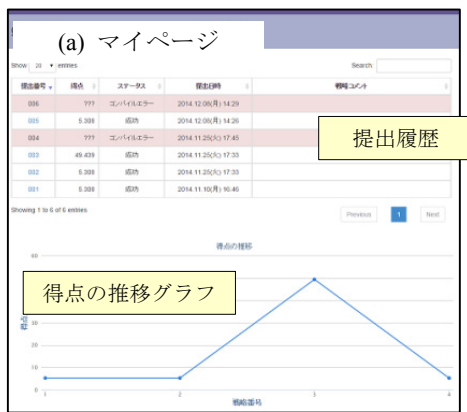 (a) マイページ
Show 20 entries
Search:
提出番号 得点 ステータス 提出日時 戦略コメント
006 ??? コンパイルエラー 2014.12.08(月) 14:29
005 5.308 成功 2014.12.08(月) 14:26
004 ??? コンパイルエラー 2014.11.25(火) 17:45
003 49.439 成功 2014.11.25(火) 17:33
002 5.308 成功 2014.11.25(火) 17:33
001 5.308 成功 2014.11.10(月) 16:46
提出履歴
Showing 1 to 6 of 6 entries
Previous 1 Next
得点の推移
60
得点の推移グラフ
得点
30
20
10
0
1 2 3 4
戦略番号